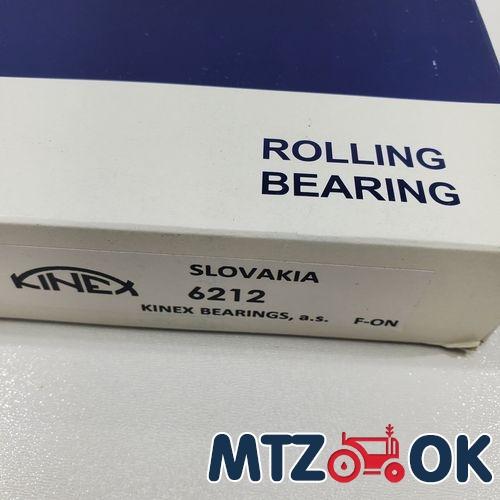 ROLLING
BEARING
KINEX
SLOVAKIA
6212
KINEX BEARINGS, a.s. F-ON
MTZ OK